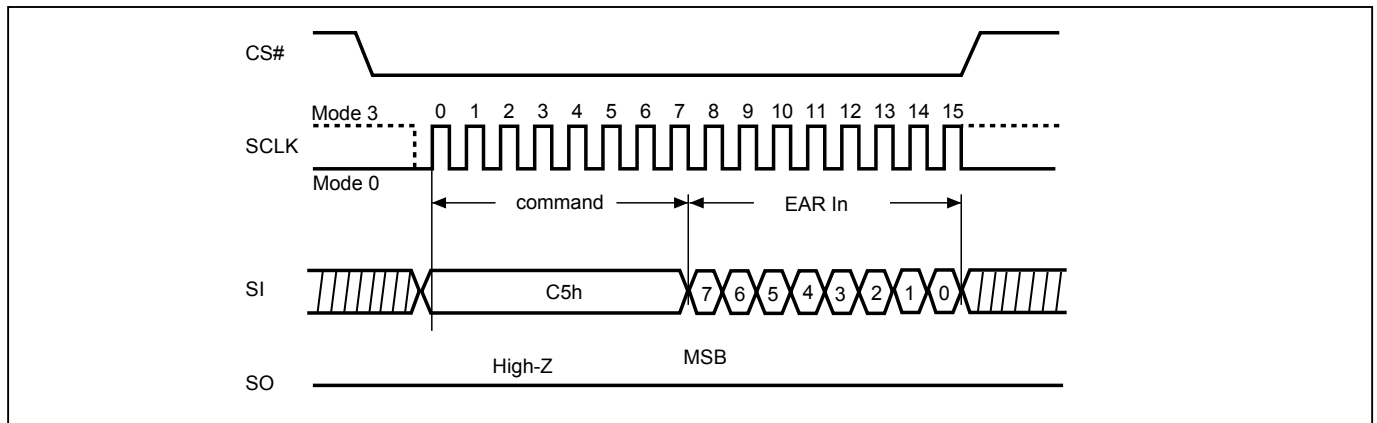 CS#
Mode 3
0 1 2 3 4 5 6 7 8 9 10 11 12 13 14 15
SCLK
Mode 0
command
EAR In
SI
C5h
7 6 5 4 3 2 1 0
High-Z
MSB
SO